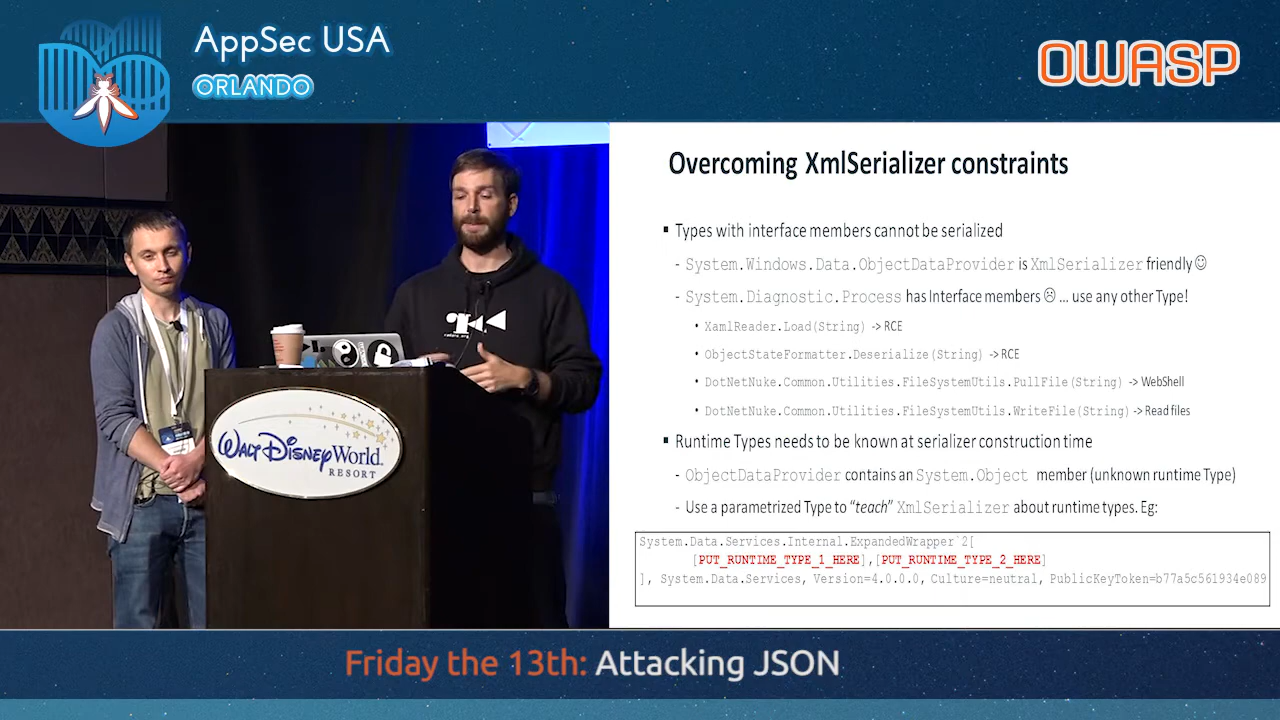 AppSec USA
ORLANDO
OWASP
Overcoming XmlSerializer constraints
▪ Types with interface members cannot be serialized
- System.Windows.Data.ObjectDataProvider is XmlSerializer friendly☺
- System.Diagnostic.Process has Interface members ☹ ... use any other Type!
• XamlReader.Load(String) -> RCE
• ObjectStateFormatter.Deserialize(String) -> RCE
• DotNetNuke.Common.Utilities.FileSystemUtils.PullFile(String) -> WebShell
• DotNetNuke.Common.Utilities.FileSystemUtils.WriteFile(String) -> Read files
▪ Runtime Types needs to be known at serializer construction time
- ObjectDataProvider contains an System.Object member (unknown runtime Type)
- Use a parametrized Type to “teach” XmlSerializer about runtime types. Eg:
System.Data.Services.Internal.ExpandedWrapper`2[
[PUT_RUNTIME_TYPE_1_HERE],[PUT_RUNTIME_TYPE_2_HERE]
], System.Data.Services, Version=4.0.0.0, Culture=neutral, PublicKeyToken=b77a5c561934e089
WALT DISNEY World
RESORT
Friday the 13th: Attacking JSON